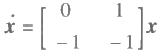 ẋ = [ 0 1
-1 -1 ] x